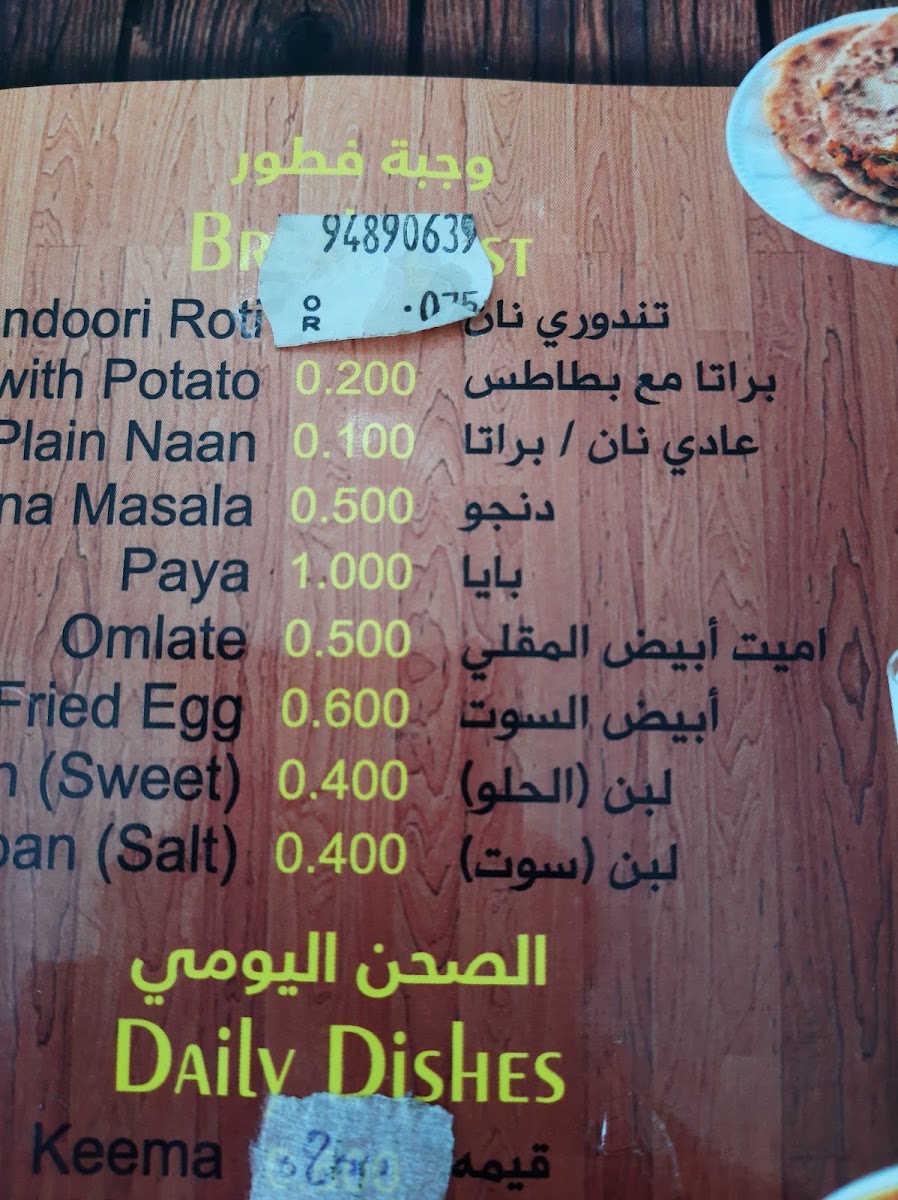 وجبة فطور
94890639
ndoori Roti OR تندوري نان
with Potato 0.200 براتا مع بطاطس
Plain Naan 0.100 عادي نان / براتا
na Masala 0.500 دنجو
Paya 1.000 بايا
Omlate 0.500 اميت أبيض المقلي
Fried Egg 0.600 أبيض السوت
n (Sweet) 0.400 لبن (الحلو)
ban (Salt) 0.400 لبن (سوت)
الصحن اليومي
Daily Dishes
Keema قيمه